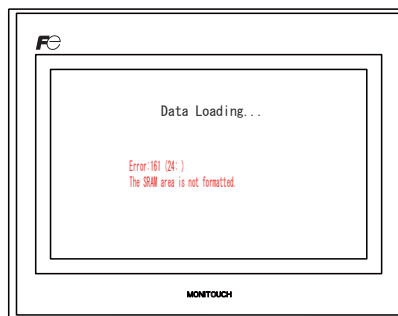 Fe
Data Loading...
Error:161 (24: )
The SRAM area is not formatted.
MONITOUCH